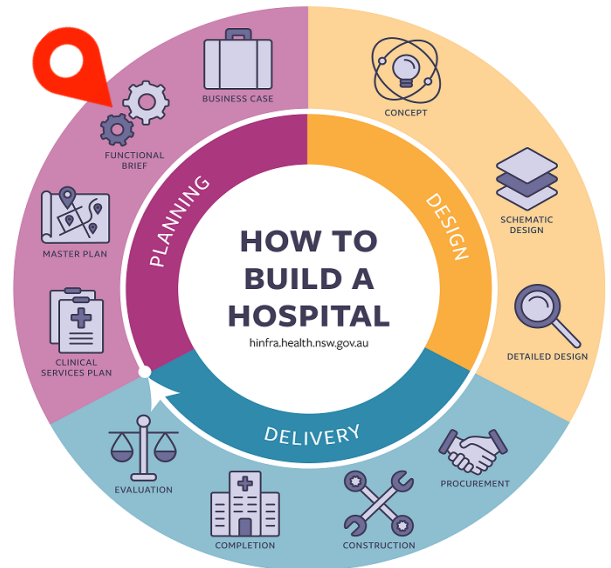 HOW TO
BUILD A
HOSPITAL
hinfra.health.nsw.gov.au
PLANNING
CLINICAL
SERVICES PLAN
MASTER PLAN
FUNCTIONAL
BRIEF
BUSINESS CASE
DESIGN
CONCEPT
SCHEMATIC
DESIGN
DETAILED DESIGN
DELIVERY
PROCUREMENT
CONSTRUCTION
COMPLETION
EVALUATION